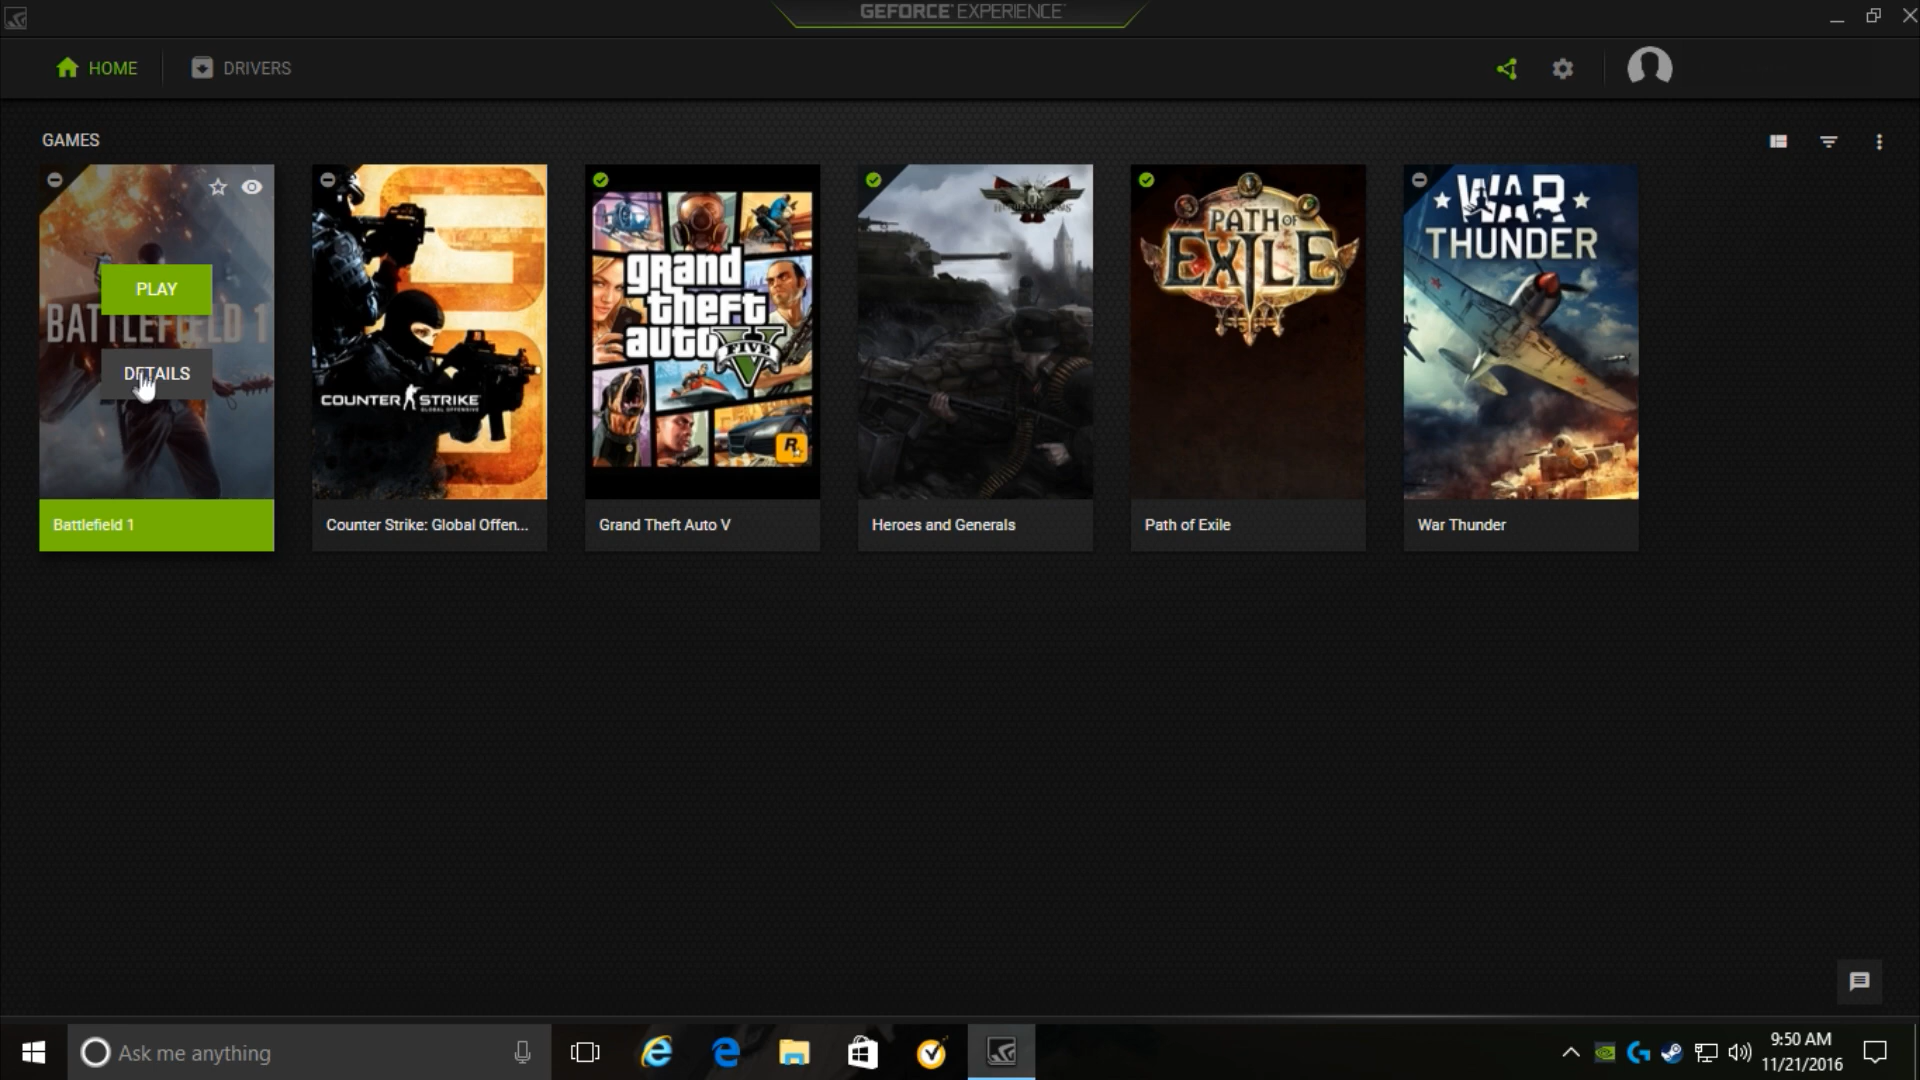 GEFORCE EXPERIENCE
HOME
DRIVERS
GAMES
PLAY
BATTLEFIELD 1
DETAILS
Battlefield 1
COUNTER STRIKE
GLOBAL OFFENSIVE
Counter Strike: Global Offen...
grand
theft
auto V
FIVE
R
Grand Theft Auto V
Heroes and Generals
PATH OF
EXILE
Path of Exile
WAR
THUNDER
War Thunder
Ask me anything
9:50 AM
11/21/2016